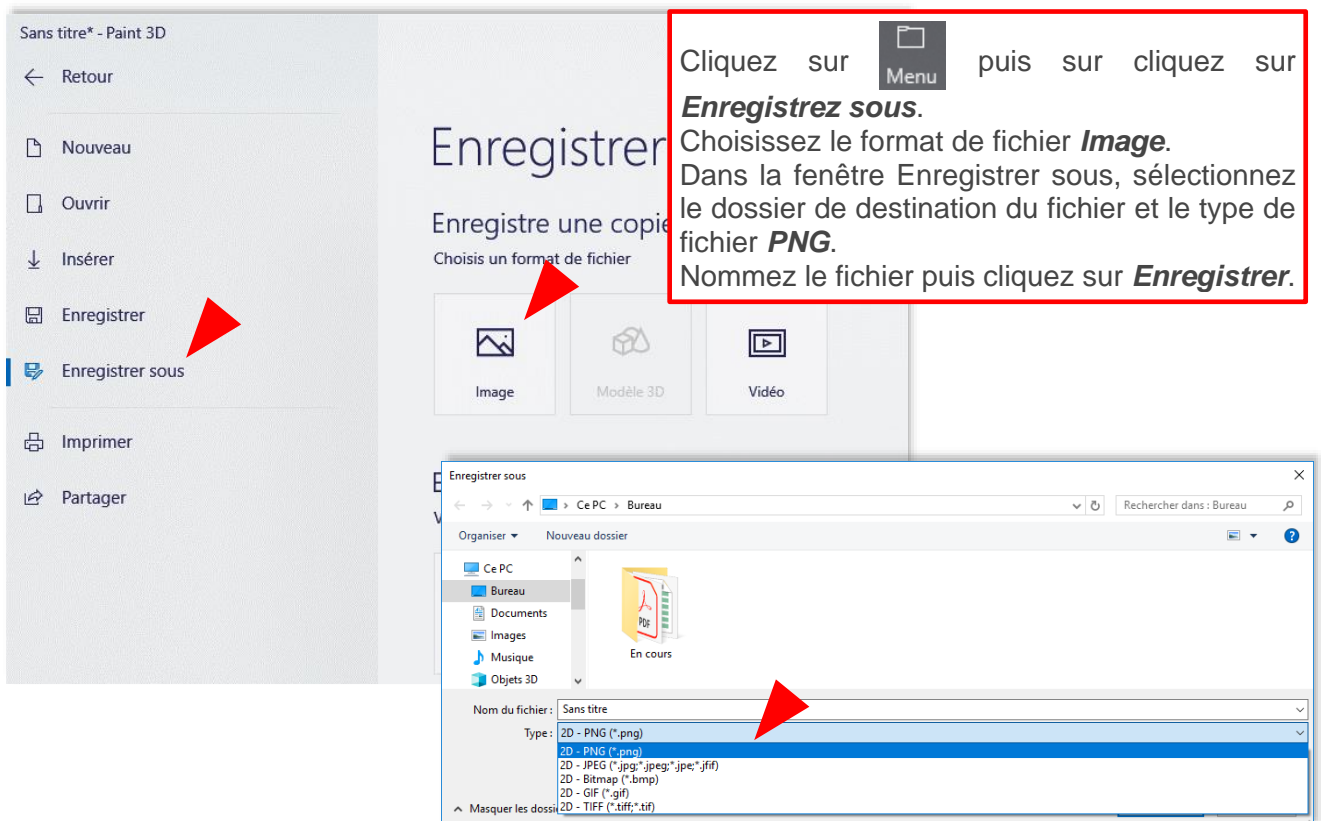 Sans titre* - Paint 3D
Retour
Nouveau
Ouvrir
Insérer
Enregistrer
Enregistrer sous
Imprimer
Partager
Enregistrer
Enregistre une copie
Choisis un format de fichier
Image
Modèle 3D
Vidéo
Cliquez sur Menu puis sur cliquez sur
Enregistrez sous.
Choisissez le format de fichier Image.
Dans la fenêtre Enregistrer sous, sélectionnez
le dossier de destination du fichier et le type de
fichier PNG.
Nommez le fichier puis cliquez sur Enregistrer.
Enregistrer sous
Ce PC > Bureau
Rechercher dans : Bureau
Organiser
Nouveau dossier
Ce PC
Bureau
Documents
Images
Musique
Objets 3D
PDF
En cours
Nom du fichier : Sans titre
Type : 2D - PNG (*.png)
2D - PNG (*.png)
2D - JPEG (*.jpg;*.jpeg;*.jpe;*.jfif)
2D - Bitmap (*.bmp)
2D - GIF (*.gif)
2D - TIFF (*.tiff;*.tif)
Masquer les